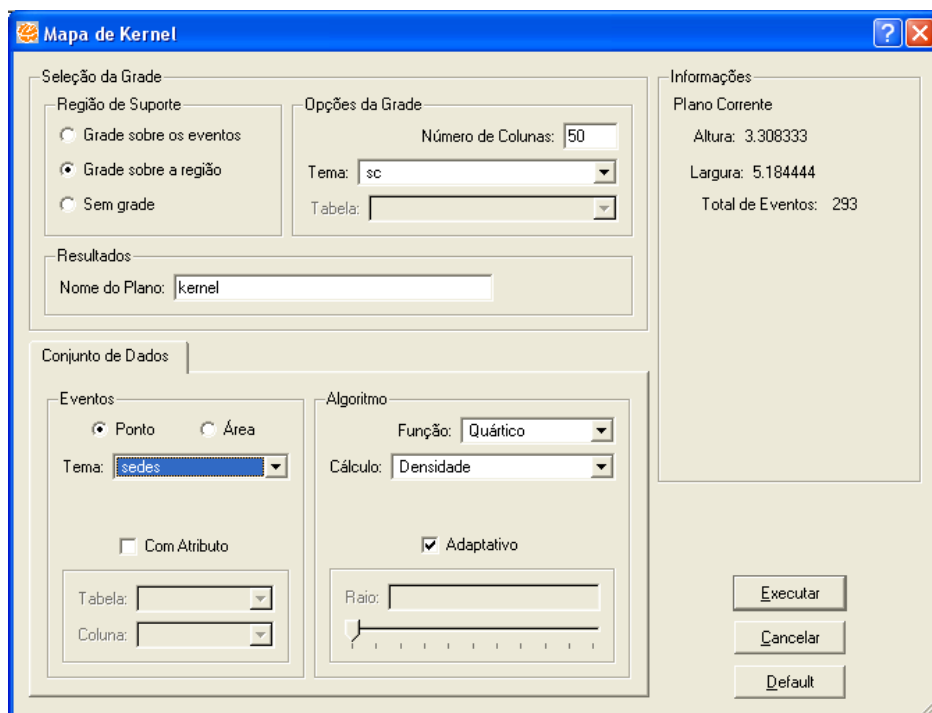 Mapa de Kernel
Seleção da Grade
Região de Suporte
Grade sobre os eventos
Grade sobre a região
Sem grade
Opções da Grade
Número de Colunas: 50
Tema: sc
Tabela:
Resultados
Nome do Plano: kernel
Informações
Plano Corrente
Altura: 3.308333
Largura: 5.184444
Total de Eventos: 293
Conjunto de Dados
Eventos
Ponto Área
Tema: sedes
Com Atributo
Tabela:
Coluna:
Algoritmo
Função: Quártico
Cálculo: Densidade
Adaptativo
Raio:
Executar
Cancelar
Default